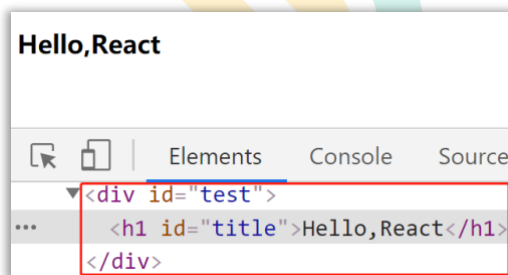 Hello,React
Elements Console Source
<div id="test">
<h1 id="title">Hello,React</h1>
</div>